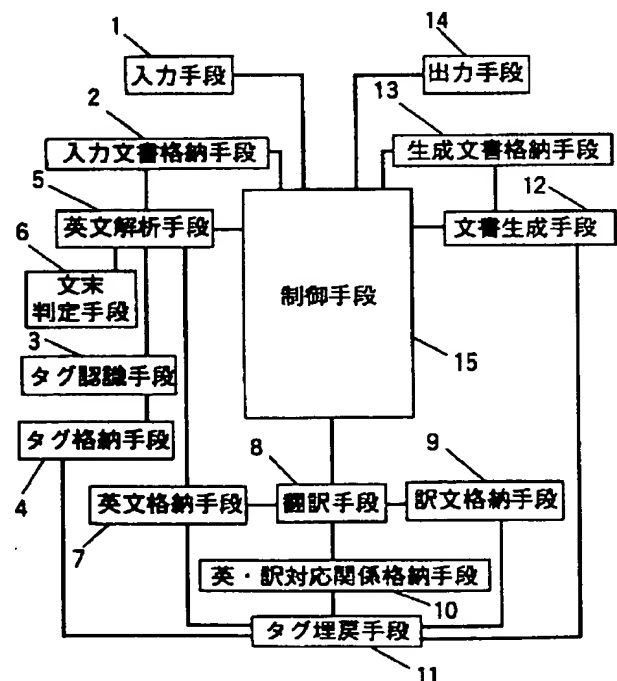 1
入力手段
14
出力手段
2
入力文書格納手段
13
生成文書格納手段
5
英文解析手段
12
文書生成手段
6
文末
判定手段
制御手段
15
3
タグ認識手段
タグ格納手段
4
8
9
英文格納手段
翻訳手段
訳文格納手段
7
英・訳対応関係格納手段
10
タグ埋戻手段
11